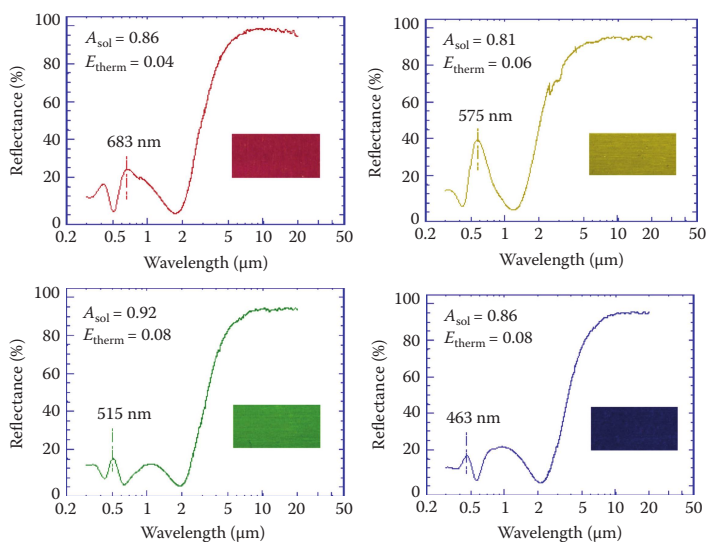 A_sol = 0.86
E_therm = 0.04
683 nm
Reflectance (%)
100
80
60
40
20
0
0.2 0.5 1 2 5 10 20 50
Wavelength (μm)
A_sol = 0.81
E_therm = 0.06
575 nm
Reflectance (%)
100
80
60
40
20
0
0.2 0.5 1 2 5 10 20 50
Wavelength (μm)
A_sol = 0.92
E_therm = 0.08
515 nm
Reflectance (%)
100
80
60
40
20
0
0.2 0.5 1 2 5 10 20 50
Wavelength (μm)
A_sol = 0.86
E_therm = 0.08
463 nm
Reflectance (%)
100
80
60
40
20
0
0.2 0.5 1 2 5 10 20 50
Wavelength (μm)